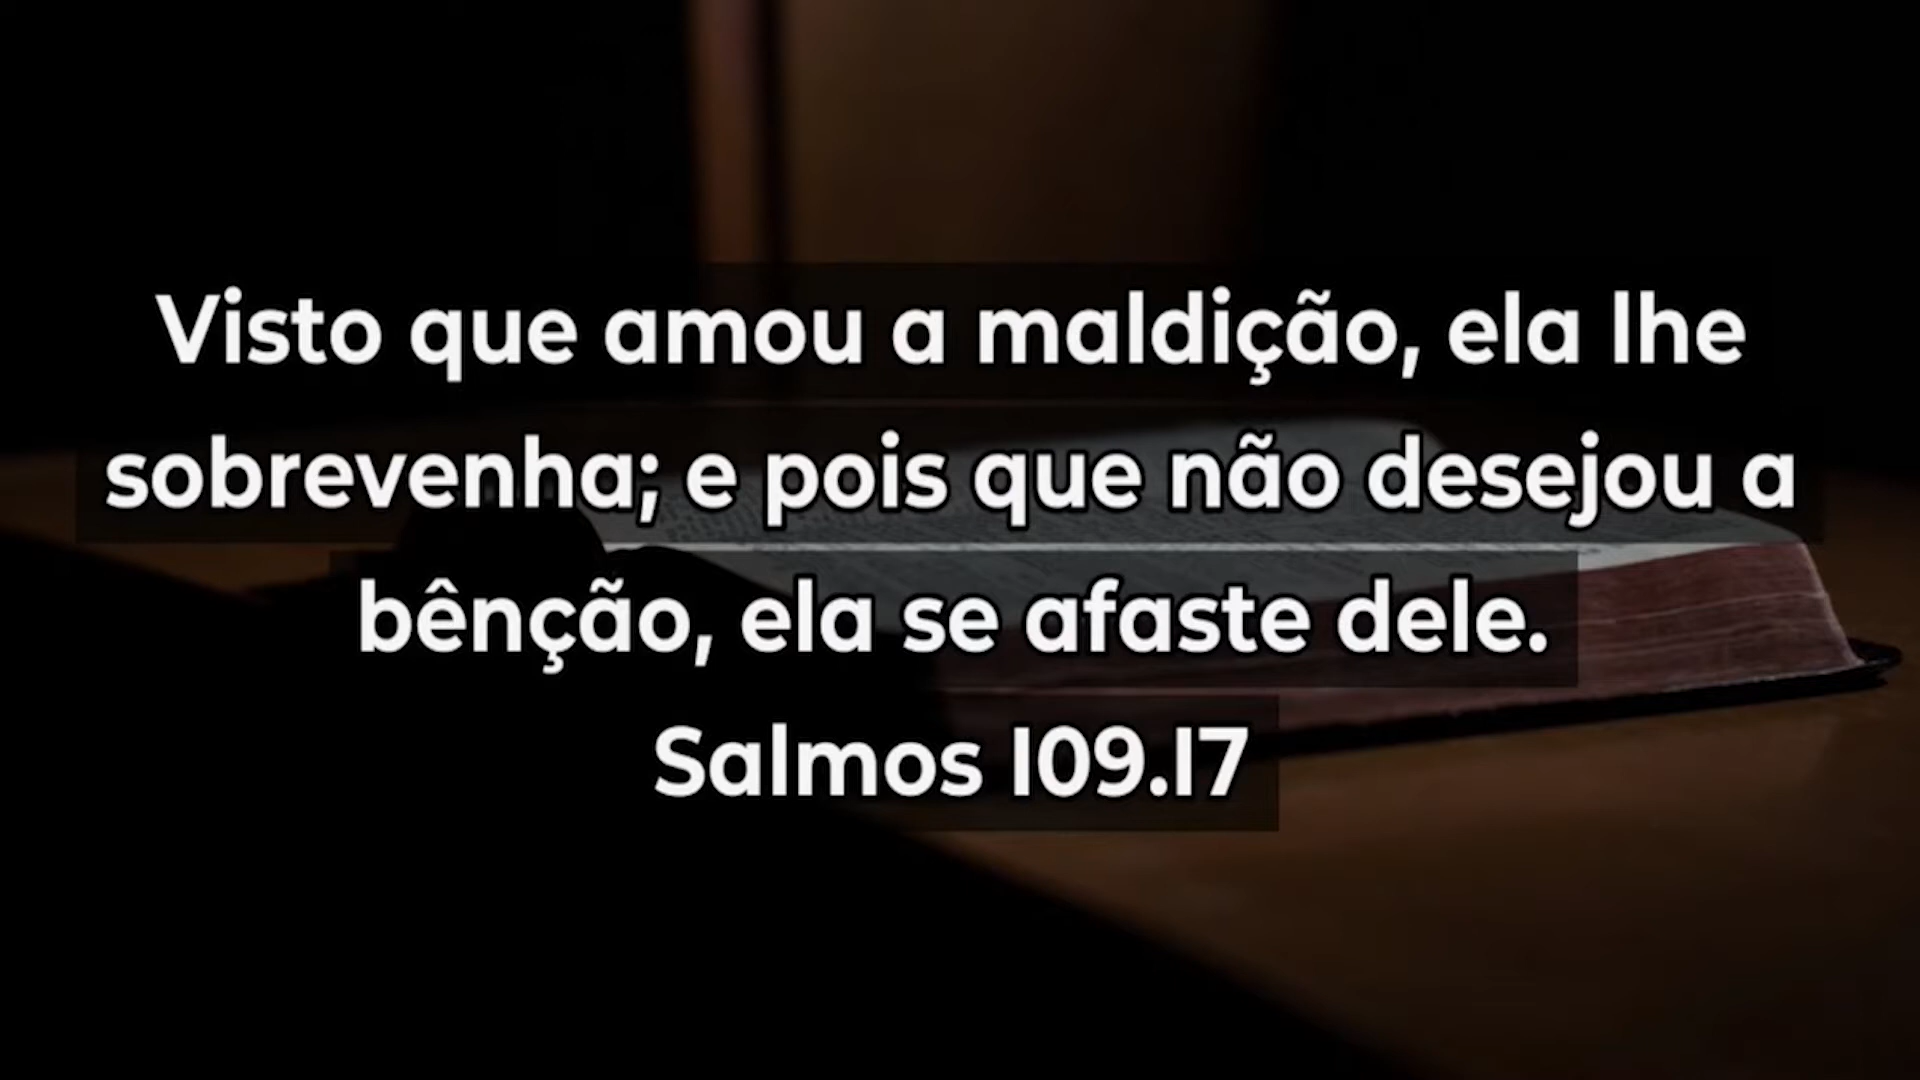 Visto que amou a maldição, ela lhe
sobrevenha; e pois que não desejou a
bênção, ela se afaste dele.
Salmos 109.17